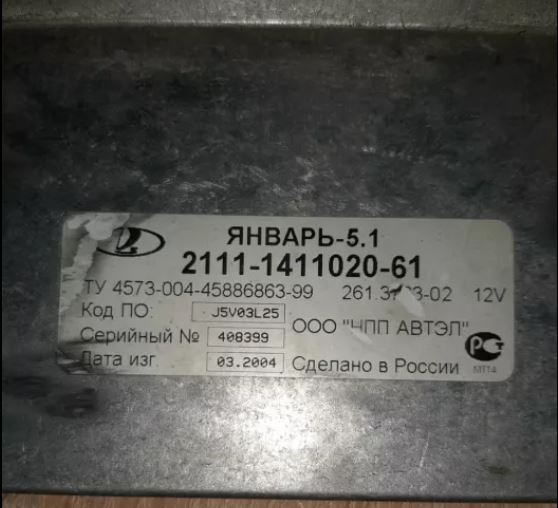 ЯНВАРЬ-5.1
2111-1411020-61
ТУ 4573-004-45886863-99 12V
Код ПО: J5V03L25
Серийный № 408399 ООО "НПП АВТЭЛ"
Дата изг. 03.2004 Сделано в России
МТ14